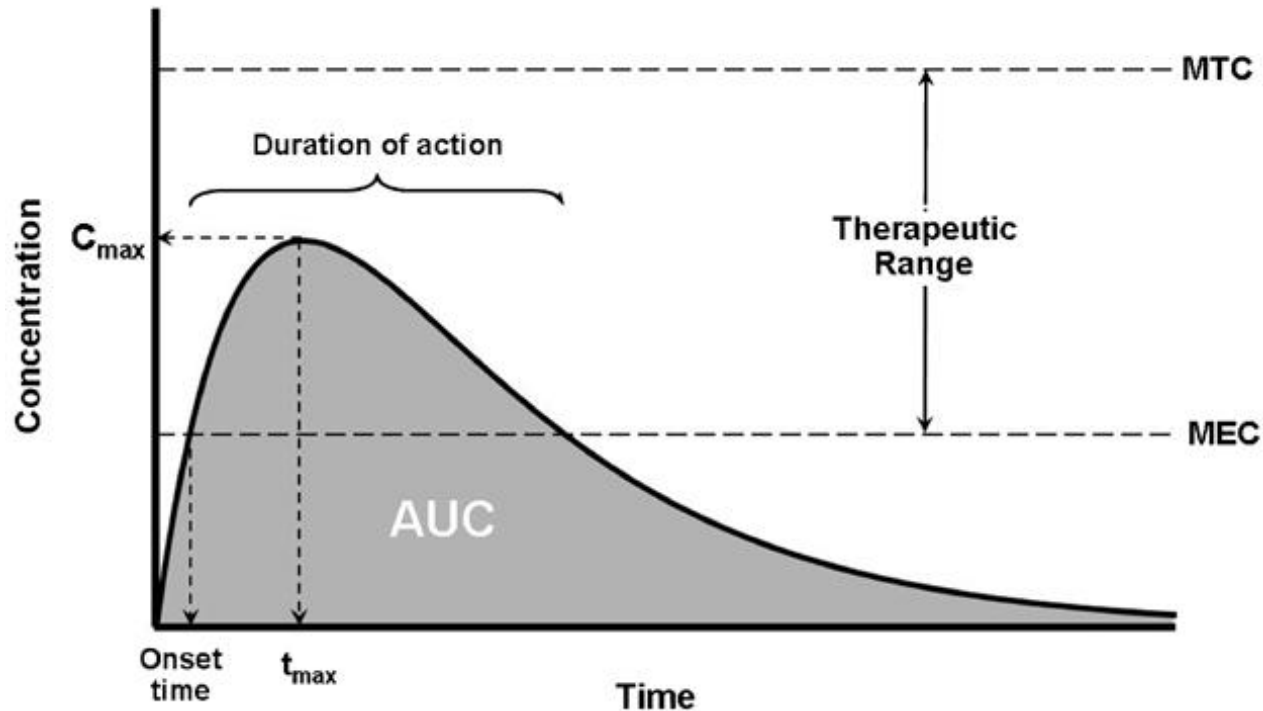 MTC
Duration of action
Concentration
Cmax
Therapeutic
Range
MEC
AUC
Onset
time
tmax
Time